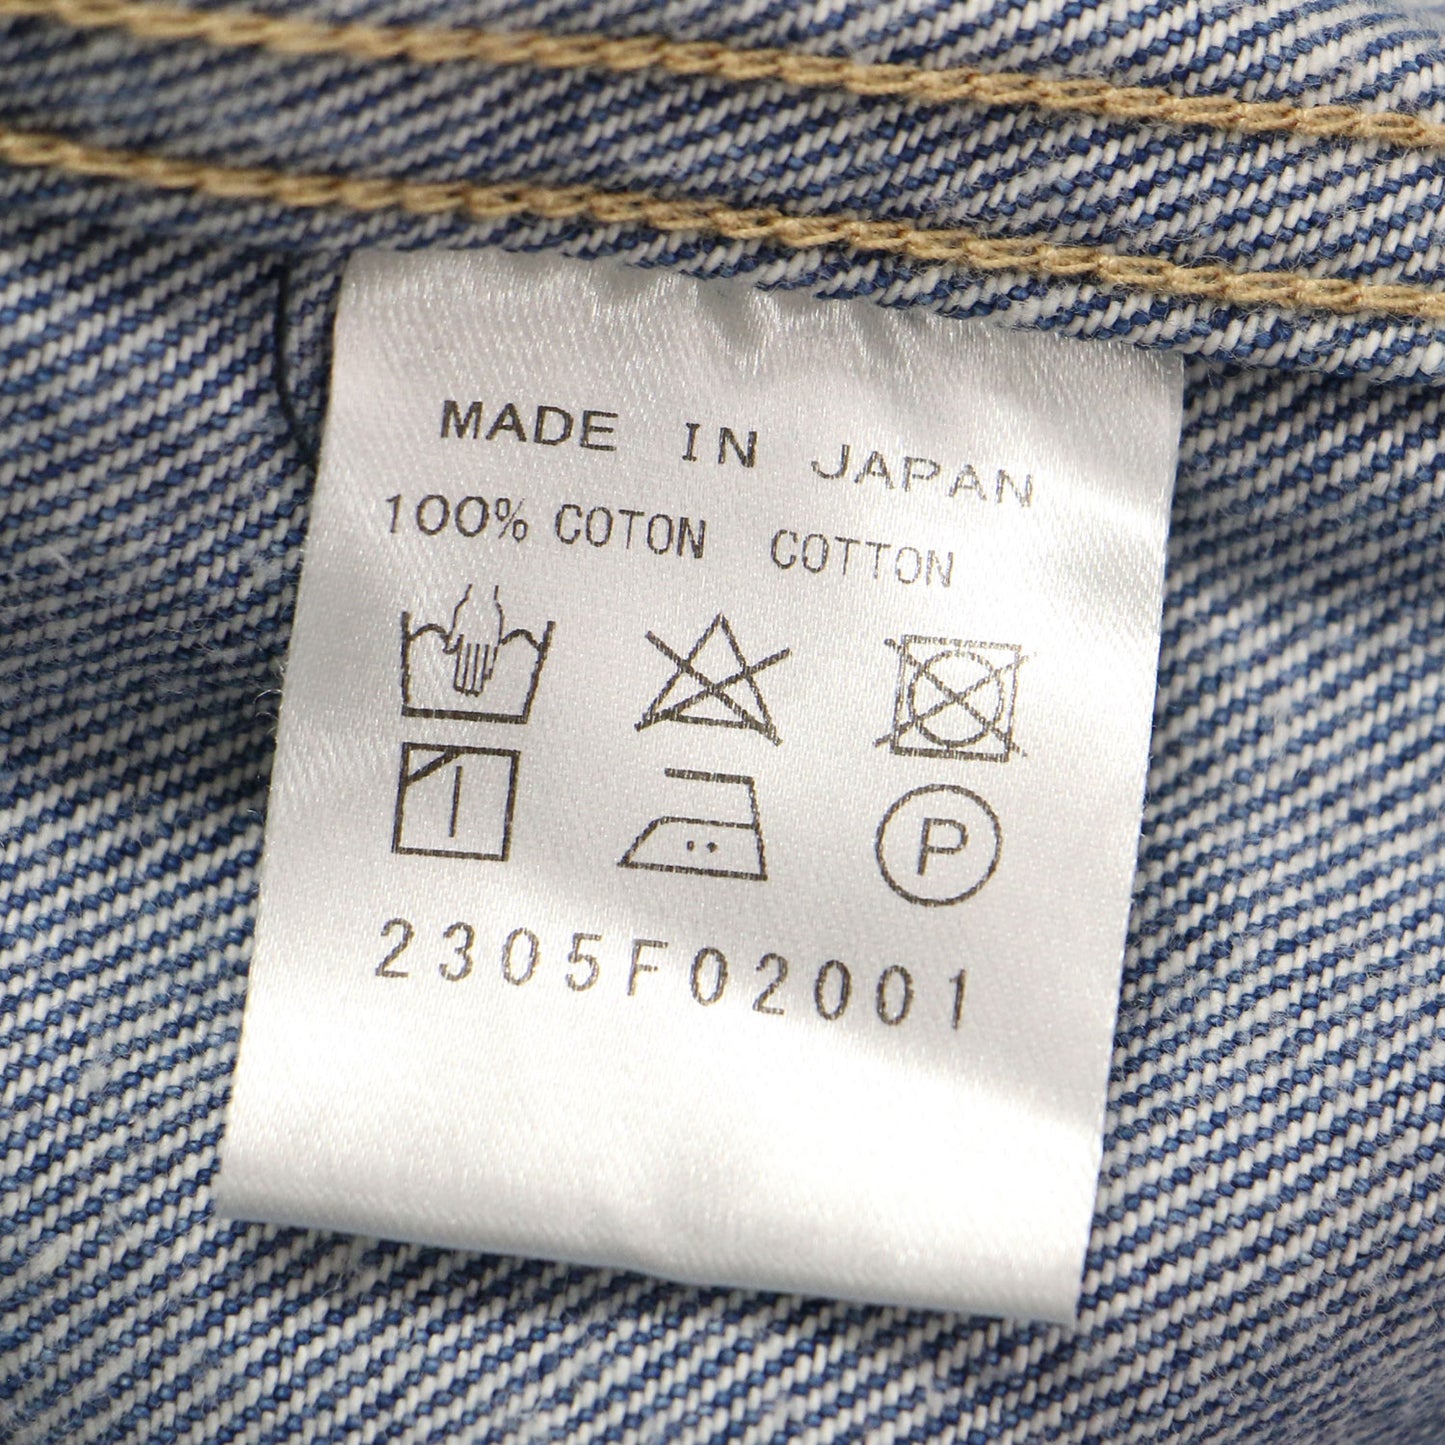 MADE IN JAPAN
100% COTON COTTON
P
2305F02001